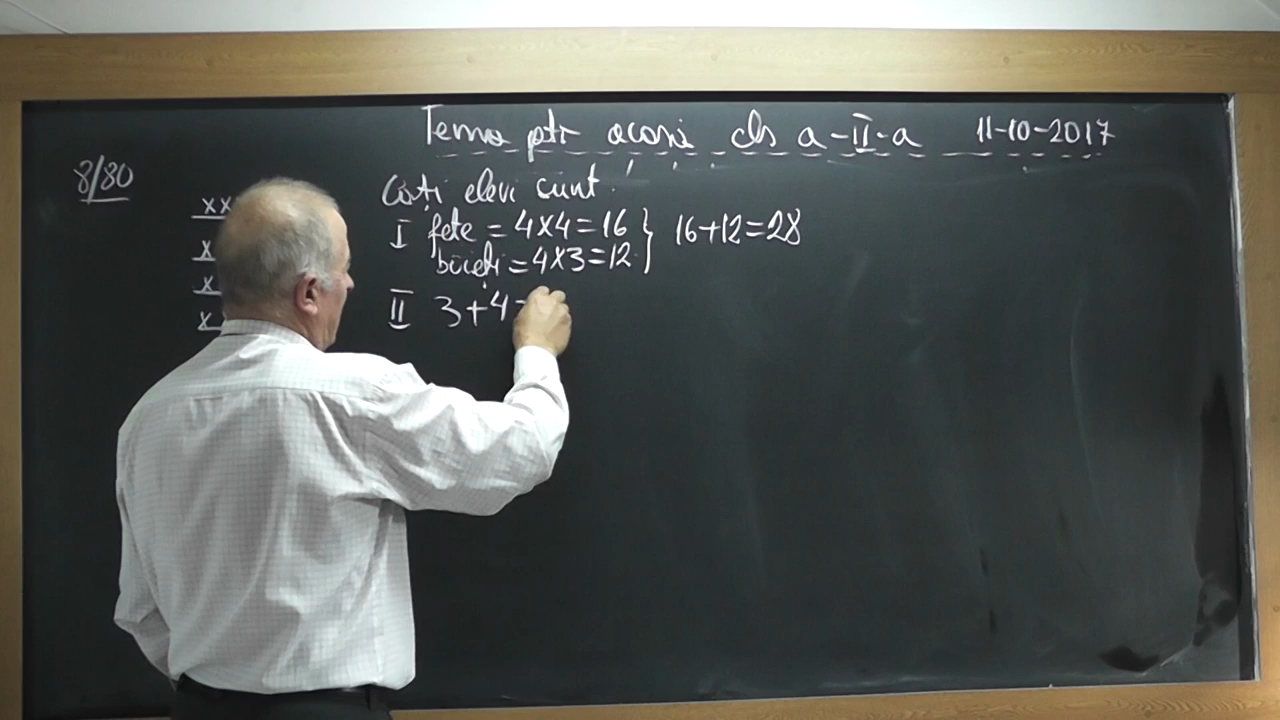 Tema ptr acasă cls a-II-a 11-10-2017
8/80
Câți elevi sunt.
xx
I fete = 4x4=16 } 16+12=28
x
băieți = 4x3=12
x
II 3+4=
x